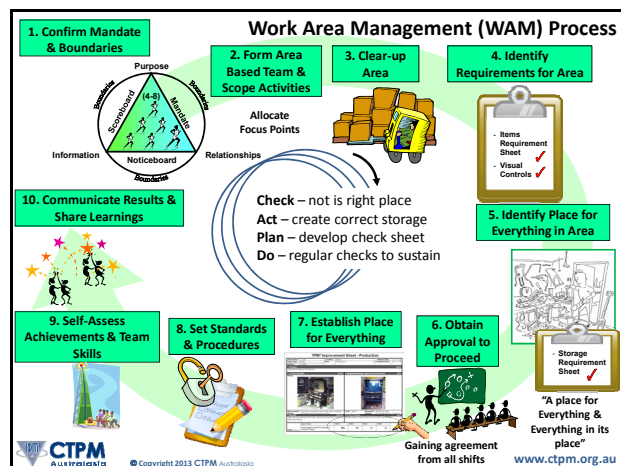 Work Area Management (WAM) Process
1. Confirm Mandate
& Boundaries
Purpose
Boundaries
Boundaries
Scoreboard
(4-8)
Mandate
Information
Noticeboard
Relationships
Boundaries
2. Form Area
Based Team &
Scope Activities
Allocate
Focus Points
3. Clear-up
Area
4. Identify
Requirements for Area
- Items
Requirement
Sheet
- Visual
Controls
Check – not is right place
Act – create correct storage
Plan – develop check sheet
Do – regular checks to sustain
5. Identify Place for
Everything in Area
- Storage
Requirement
Sheet
"A place for
Everything &
Everything in its
place"
6. Obtain
Approval to
Proceed
Gaining agreement
from all shifts
7. Establish Place
for Everything
TPM³ Improvement Sheet - Production
8. Set Standards
& Procedures
9. Self-Assess
Achievements & Team
Skills
10. Communicate Results &
Share Learnings
CTPM
Australasia
© Copyright 2013 CTPM Australasia
www.ctpm.org.au